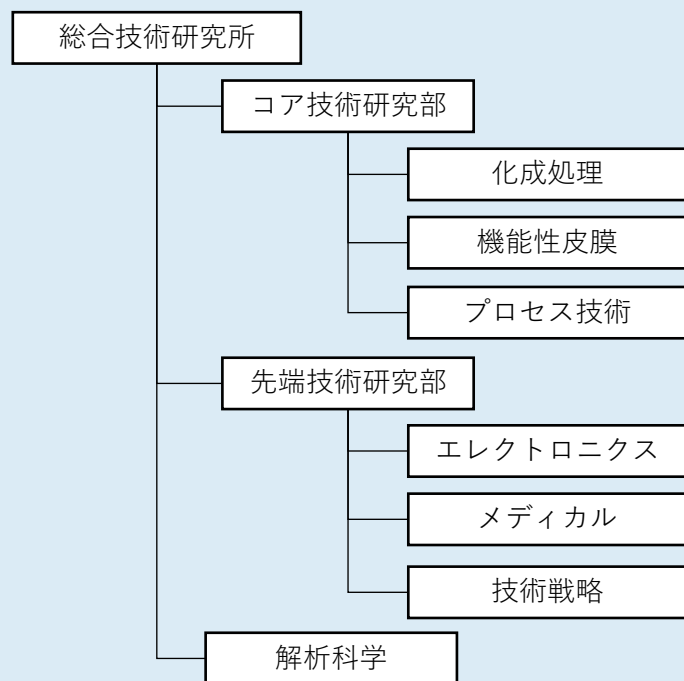 総合技術研究所
コア技術研究部
化成処理
機能性皮膜
プロセス技術
先端技術研究部
エレクトロニクス
メディカル
技術戦略
解析科学